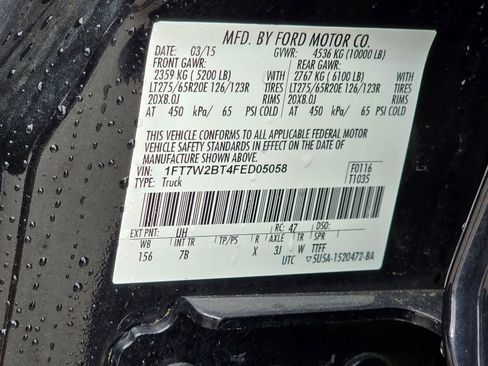 MFD. BY FORD MOTOR CO.
DATE: 03/15 GVWR: 4536 KG (10000 LB)
FRONT GAWR: REAR GAWR:
2359 KG ( 5200 LB) WITH 2767 KG ( 6100 LB) WITH
LT275/65R20E 126/123R TIRES LT275/65R20E 126/123R TIRES
20X8.0J RIMS 20X8.0J RIMS
AT 450 kPa/ 65 PSI COLD AT 450 kPa/ 65 PSI COLD
THIS VEHICLE CONFORMS TO ALL APPLICABLE FEDERAL MOTOR
VEHICLE SAFETY STANDARDS IN EFFECT ON THE DATE OF
MANUFACTURE SHOWN ABOVE.
VIN: 1FT7W2BT4FED05058 F0116
TYPE: Truck T1035
EXT PNT: UH RC: 47 DSO:
WB INT TR TP/PS R AXLE TR SPR
156 7B X 3J W TTFF
UTC ▽5USA-1520472-BA